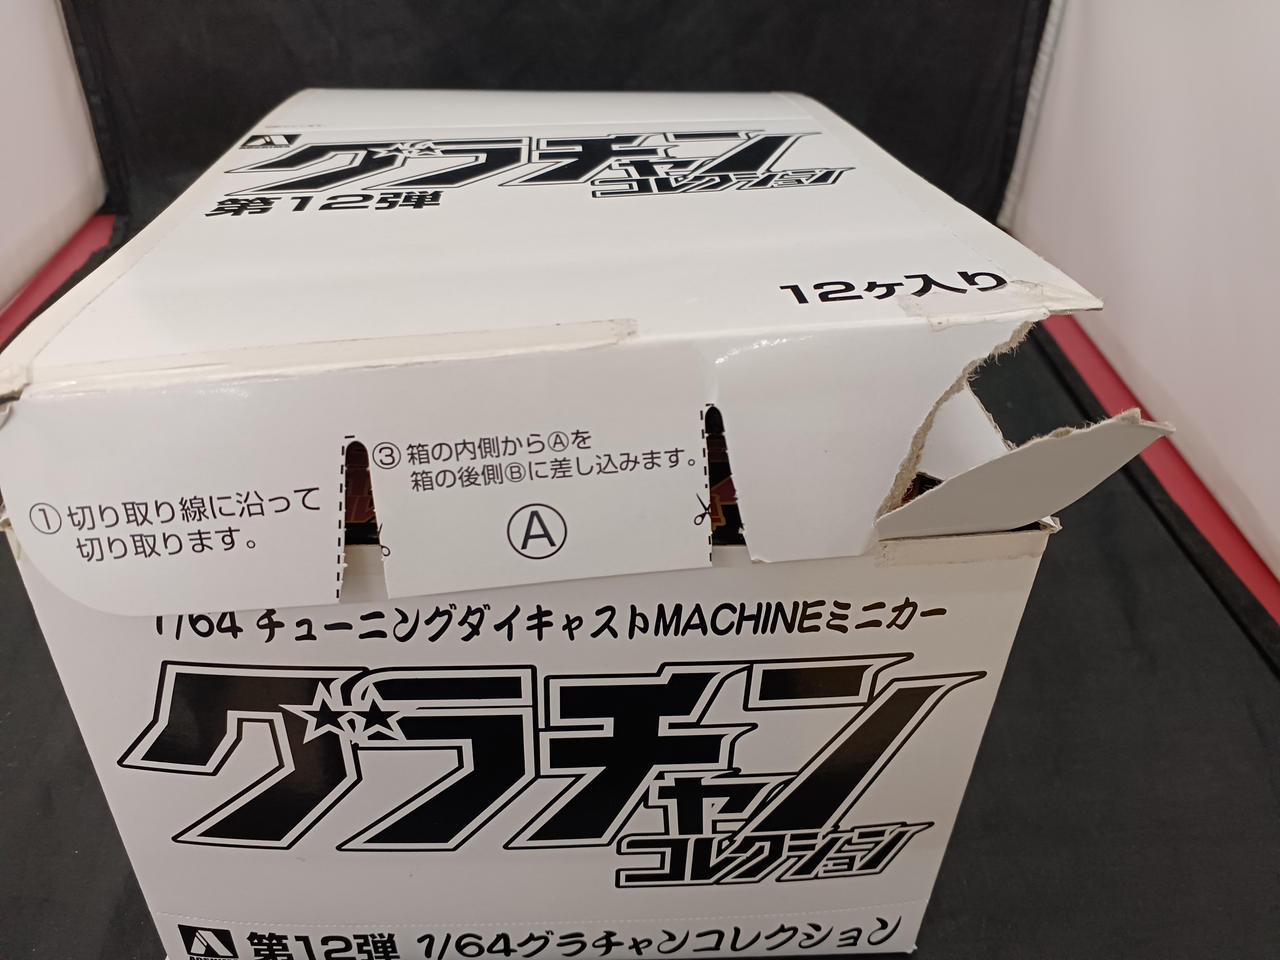 グラチャン
コレクション
第12弾
12ヶ入り
①切り取り線に沿って
切り取ります。
③箱の内側からⒶを
箱の後側Ⓑに差し込みます。
Ⓐ
1/64 チューニングダイキャストMACHINEミニカー
グラチャン
コレクション
第12弾 1/64グラチャンコレクション